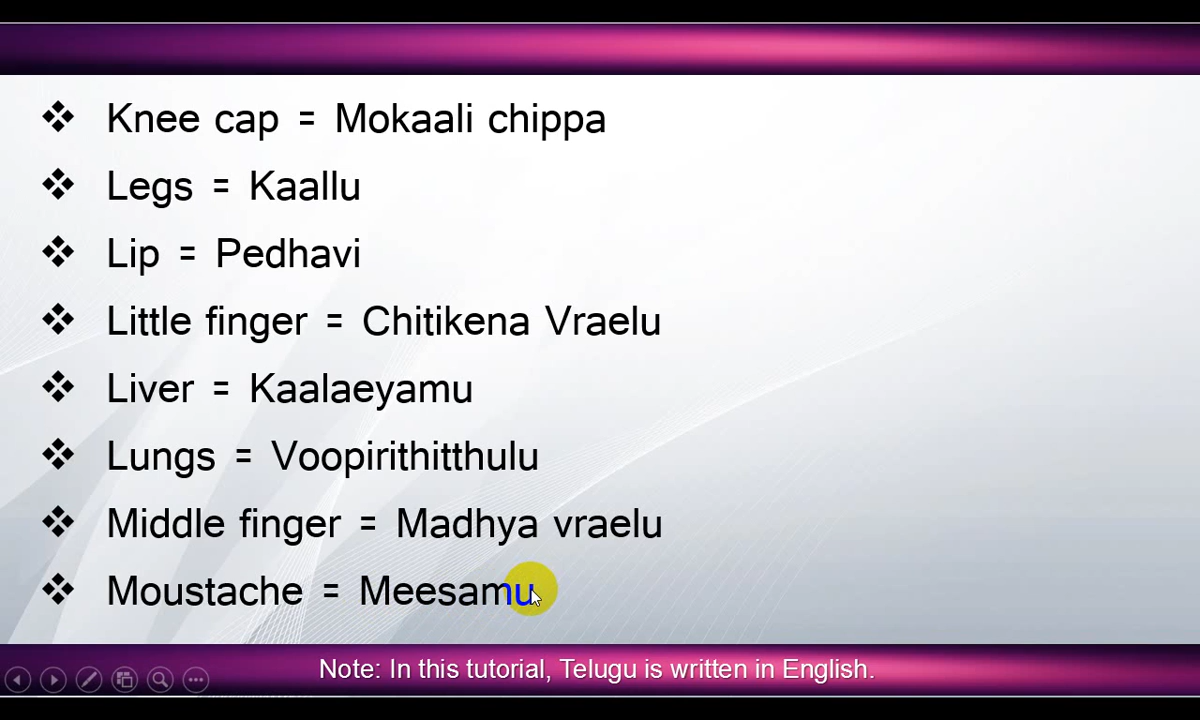 ❖ Knee cap = Mokaali chippa
❖ Legs = Kaallu
❖ Lip = Pedhavi
❖ Little finger = Chitikena Vraelu
❖ Liver = Kaalaeyamu
❖ Lungs = Voopirithitthulu
❖ Middle finger = Madhya vraelu
❖ Moustache = Meesamu
Note: In this tutorial, Telugu is written in English.